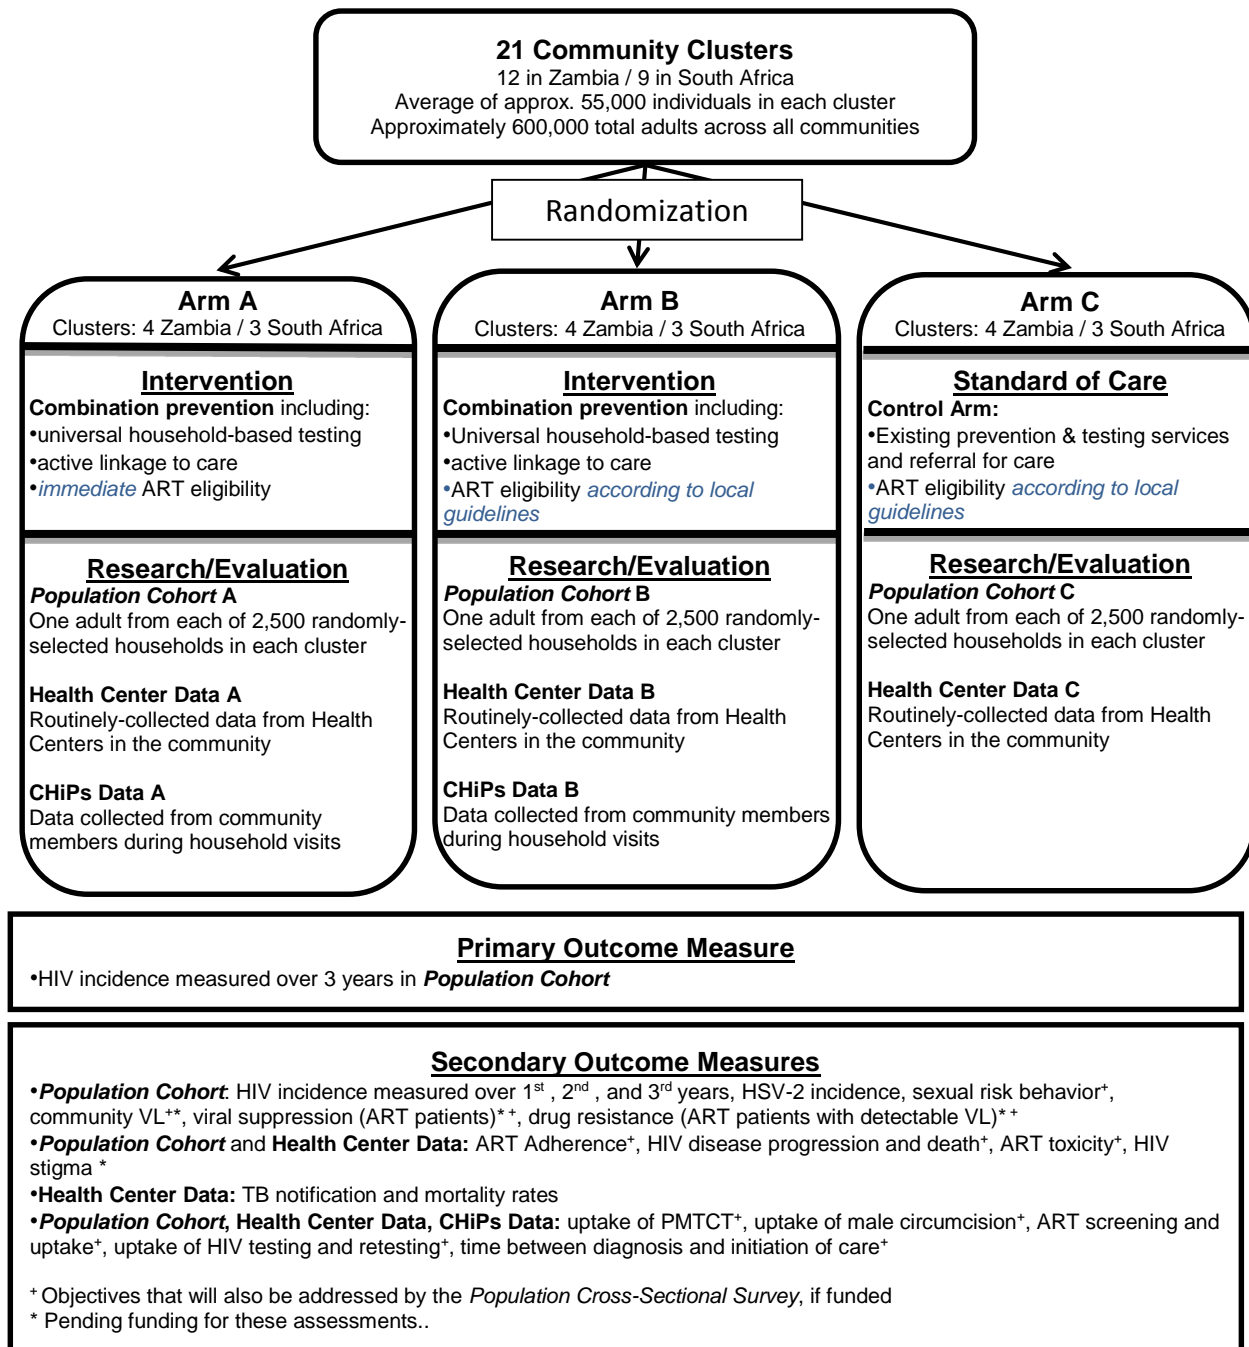 21 Community Clusters
12 in Zambia / 9 in South Africa
Average of approx. 55,000 individuals in each cluster
Approximately 600,000 total adults across all communities
Randomization
Arm A
Clusters: 4 Zambia / 3 South Africa
Intervention
Combination prevention including:
•universal household-based testing
•active linkage to care
•immediate ART eligibility
Research/Evaluation
Population Cohort A
One adult from each of 2,500 randomly-
selected households in each cluster
Health Center Data A
Routinely-collected data from Health
Centers in the community
CHiPs Data A
Data collected from community
members during household visits
Arm B
Clusters: 4 Zambia / 3 South Africa
Intervention
Combination prevention including:
•Universal household-based testing
•active linkage to care
•ART eligibility according to local
guidelines
Research/Evaluation
Population Cohort B
One adult from each of 2,500 randomly-
selected households in each cluster
Health Center Data B
Routinely-collected data from Health
Centers in the community
CHiPs Data B
Data collected from community members
during household visits
Arm C
Clusters: 4 Zambia / 3 South Africa
Standard of Care
Control Arm:
•Existing prevention & testing services
and referral for care
•ART eligibility according to local
guidelines
Research/Evaluation
Population Cohort C
One adult from each of 2,500 randomly-
selected households in each cluster
Health Center Data C
Routinely-collected data from Health
Centers in the community
Primary Outcome Measure
•HIV incidence measured over 3 years in Population Cohort
Secondary Outcome Measures
•Population Cohort: HIV incidence measured over 1st , 2nd , and 3rd years, HSV-2 incidence, sexual risk behavior+,
community VL+*, viral suppression (ART patients)*+, drug resistance (ART patients with detectable VL)*+
•Population Cohort and Health Center Data: ART Adherence+, HIV disease progression and death+, ART toxicity+, HIV
stigma *
•Health Center Data: TB notification and mortality rates
•Population Cohort, Health Center Data, CHiPs Data: uptake of PMTCT+, uptake of male circumcision+, ART screening and
uptake+, uptake of HIV testing and retesting+, time between diagnosis and initiation of care+
+ Objectives that will also be addressed by the Population Cross-Sectional Survey, if funded
* Pending funding for these assessments..